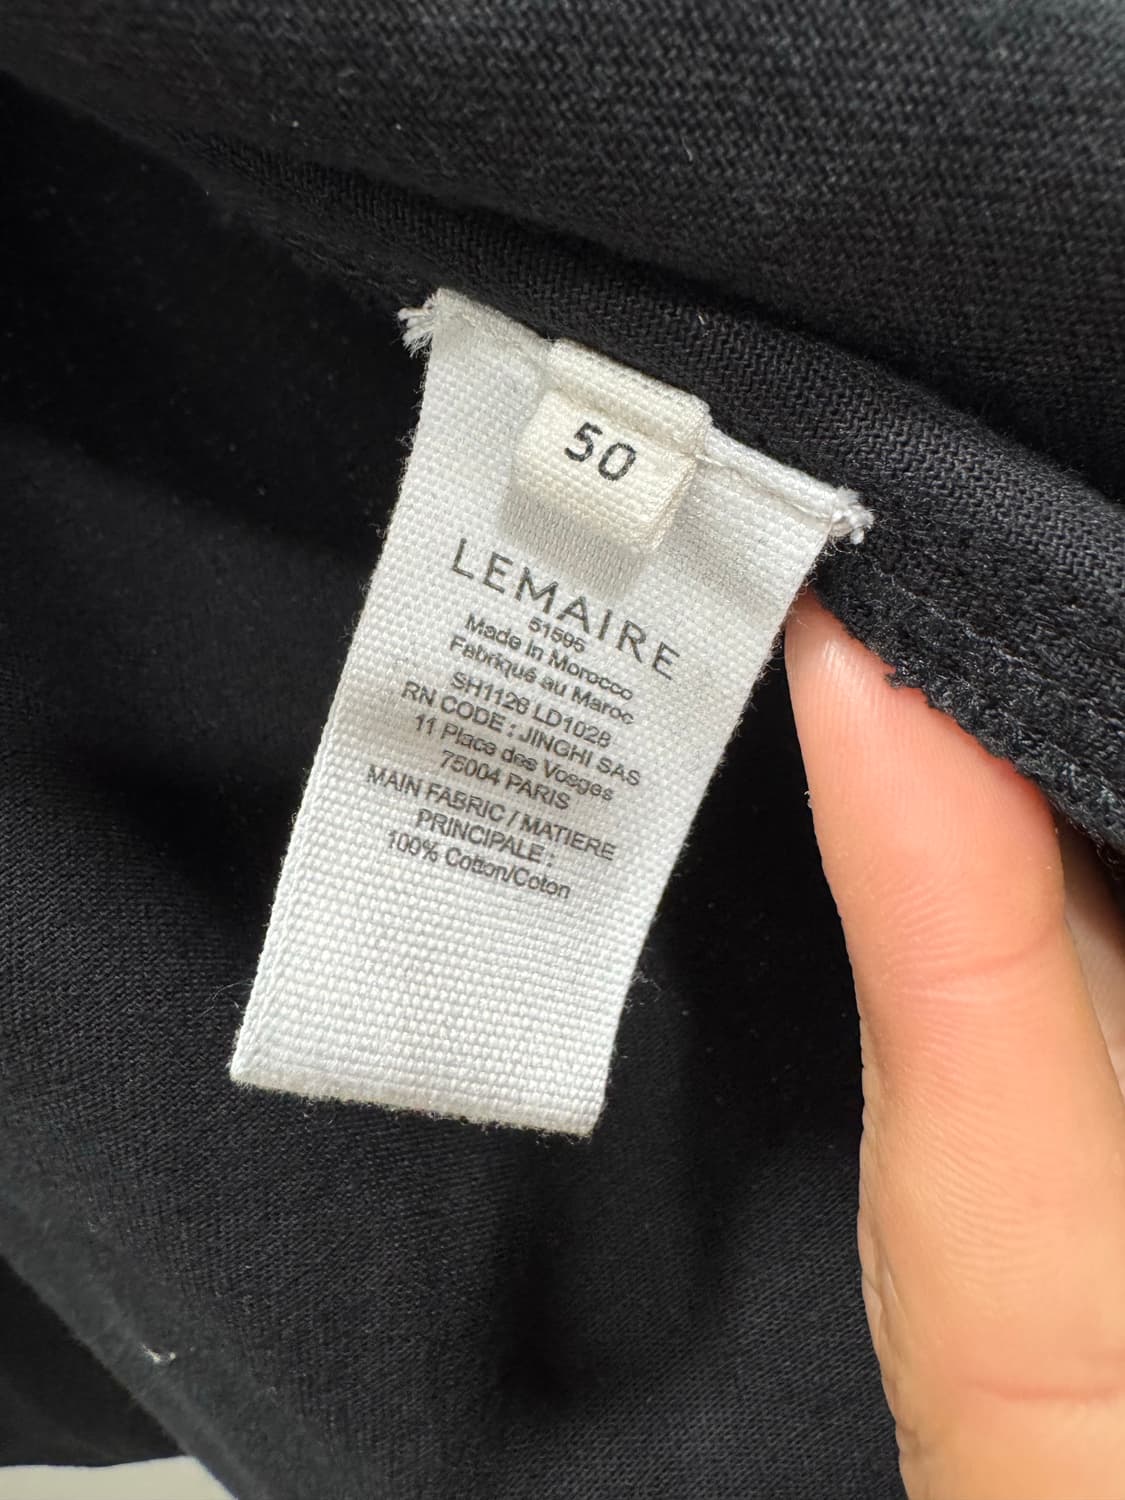 50
LEMAIRE
51595
Made in Morocco
Fabriqué au Maroc
SH1126 LD1028
RN CODE : JINGHI SAS
11 Place des Vosges
75004 PARIS
MAIN FABRIC / MATIERE
PRINCIPALE :
100% Cotton/Coton